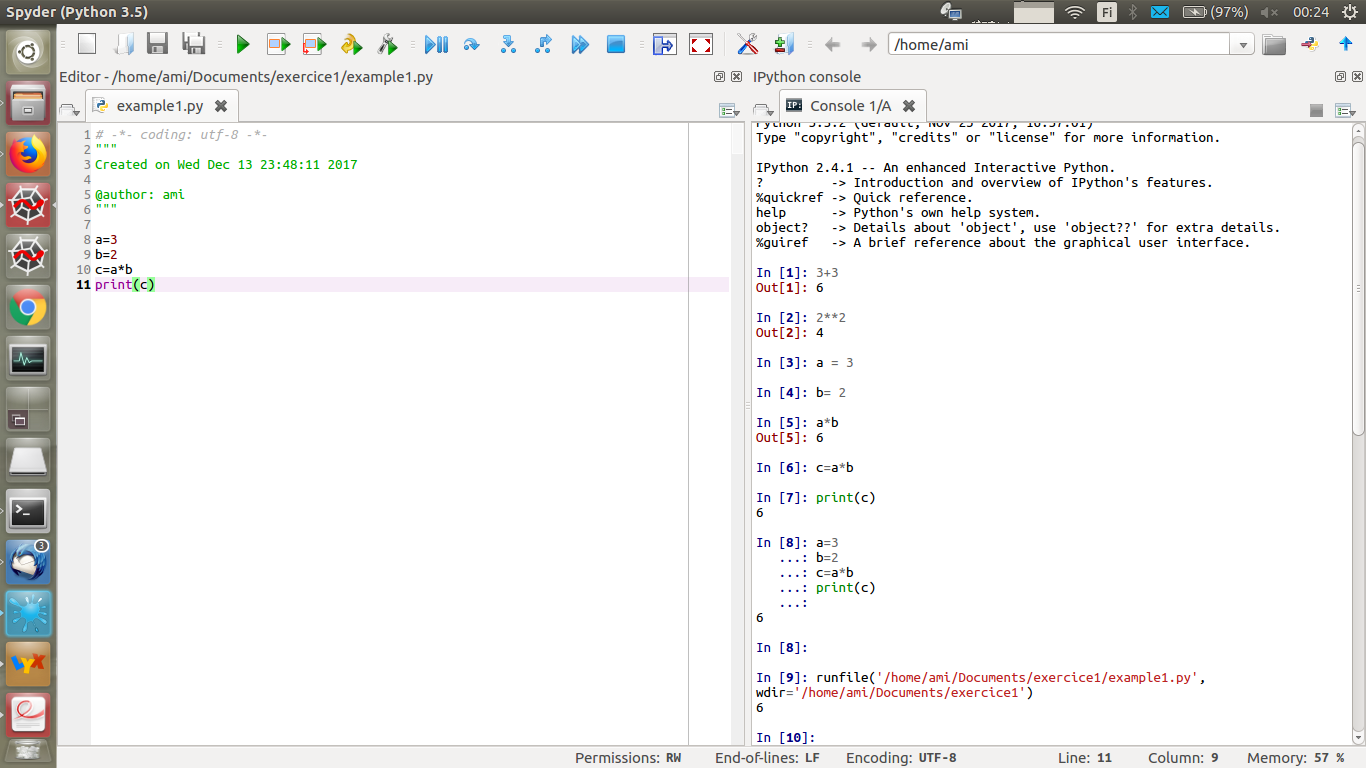 Spyder (Python 3.5)
Fi
(97%)
00:24
/home/ami
Editor - /home/ami/Documents/exercice1/example1.py
example1.py
1 # -*- coding: utf-8 -*-
2 """
3 Created on Wed Dec 13 23:48:11 2017
4
5 @author: ami
6 """
7
8 a=3
9 b=2
10 c=a*b
11 print(c)
IPython console
IP:
Console 1/A
Type "copyright", "credits" or "license" for more information.
IPython 2.4.1 -- An enhanced Interactive Python.
? -> Introduction and overview of IPython's features.
%quickref -> Quick reference.
help -> Python's own help system.
object? -> Details about 'object', use 'object??' for extra details.
%guiref -> A brief reference about the graphical user interface.
In [1]: 3+3
Out[1]: 6
In [2]: 2**2
Out[2]: 4
In [3]: a = 3
In [4]: b= 2
In [5]: a*b
Out[5]: 6
In [6]: c=a*b
In [7]: print(c)
6
In [8]: a=3
...: b=2
...: c=a*b
...: print(c)
...:
6
In [8]:
In [9]: runfile('/home/ami/Documents/exercice1/example1.py',
wdir='/home/ami/Documents/exercice1')
6
In [10]:
3
LYX
Permissions: RW
End-of-lines: LF
Encoding: UTF-8
Line: 11
Column: 9
Memory: 57 %